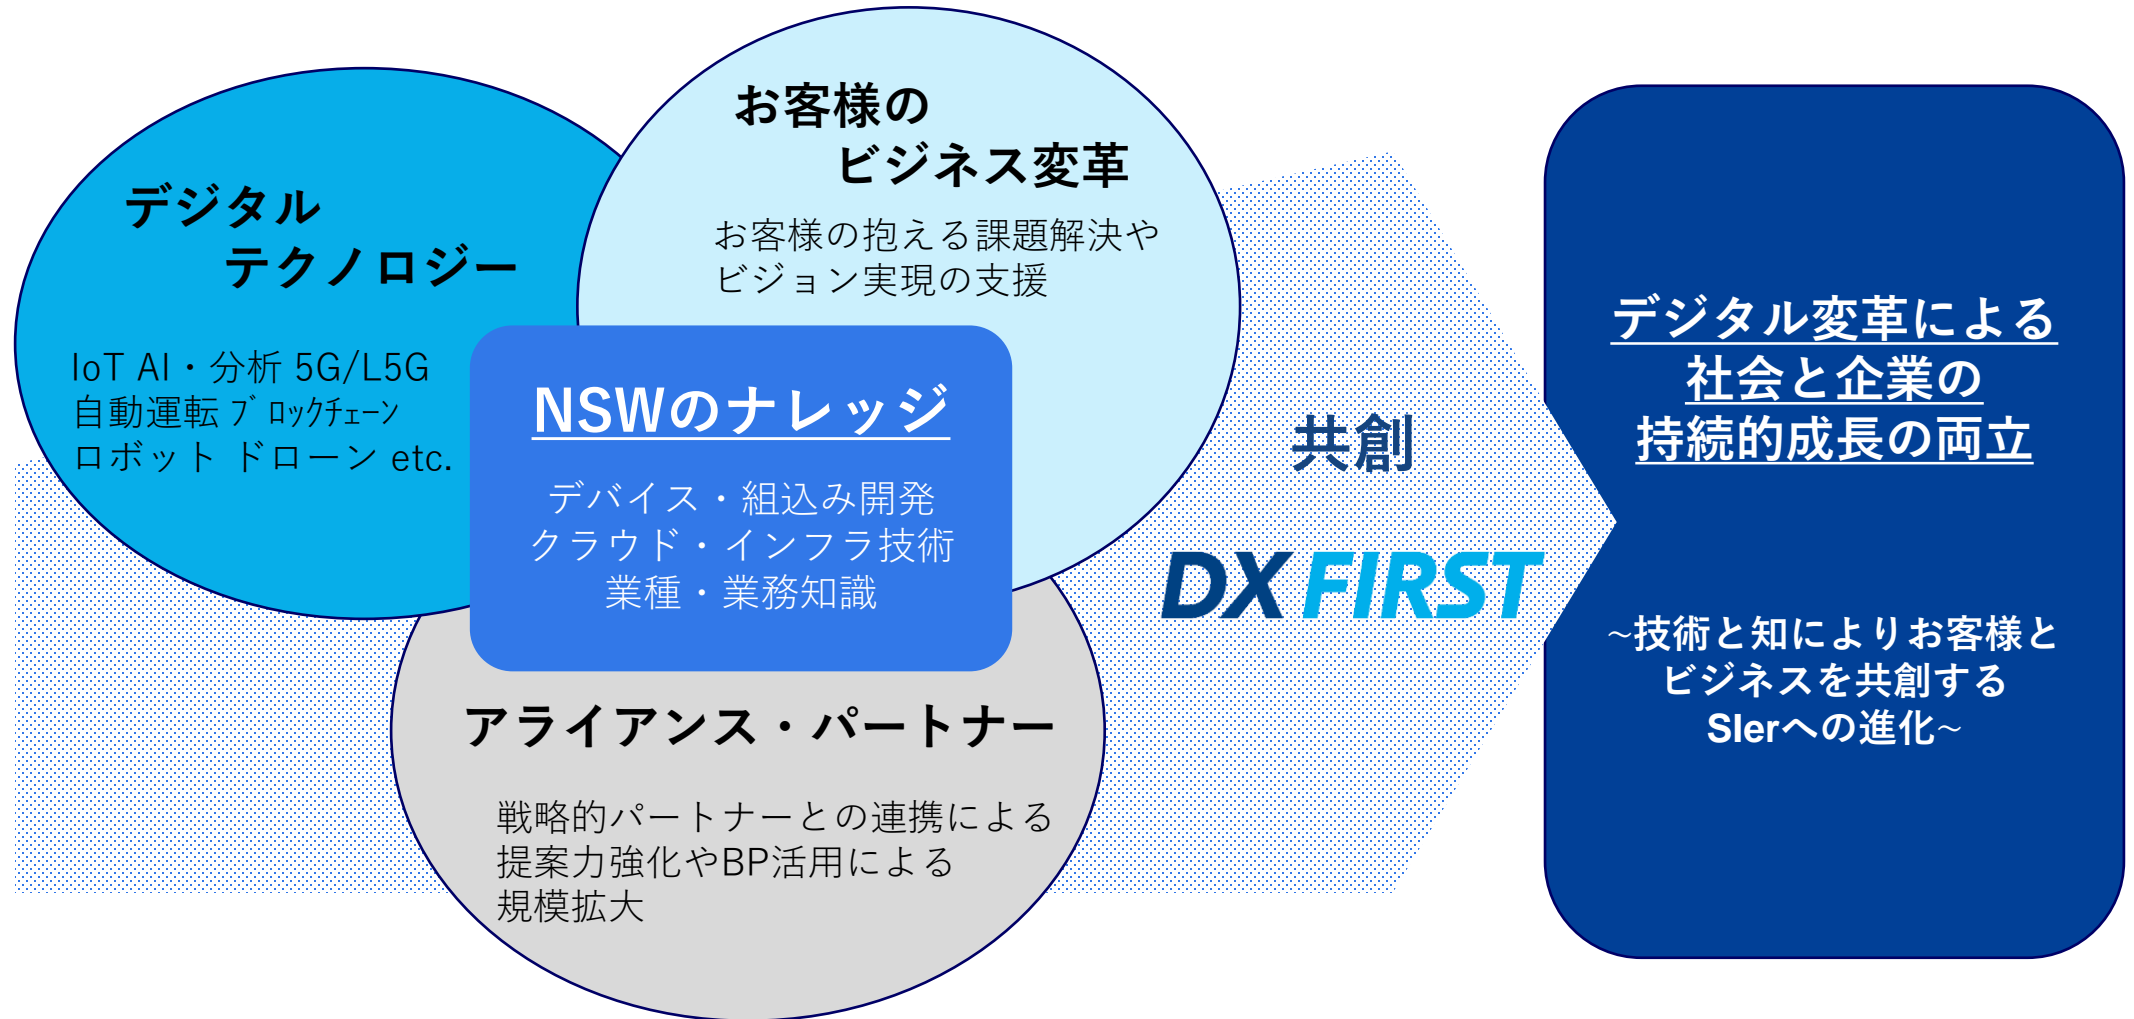 デジタル
テクノロジー
IoT AI・分析 5G/L5G
自動運転 ﾌﾞﾛｯｸﾁｪｰﾝ
ロボット ドローン etc.
お客様の
ビジネス変革
お客様の抱える課題解決や
ビジョン実現の支援
NSWのナレッジ
デバイス・組込み開発
クラウド・インフラ技術
業種・業務知識
アライアンス・パートナー
戦略的パートナーとの連携による
提案力強化やBP活用による
規模拡大
共創
DX FIRST
デジタル変革による
社会と企業の
持続的成長の両立
~技術と知によりお客様と
ビジネスを共創する
SIerへの進化~